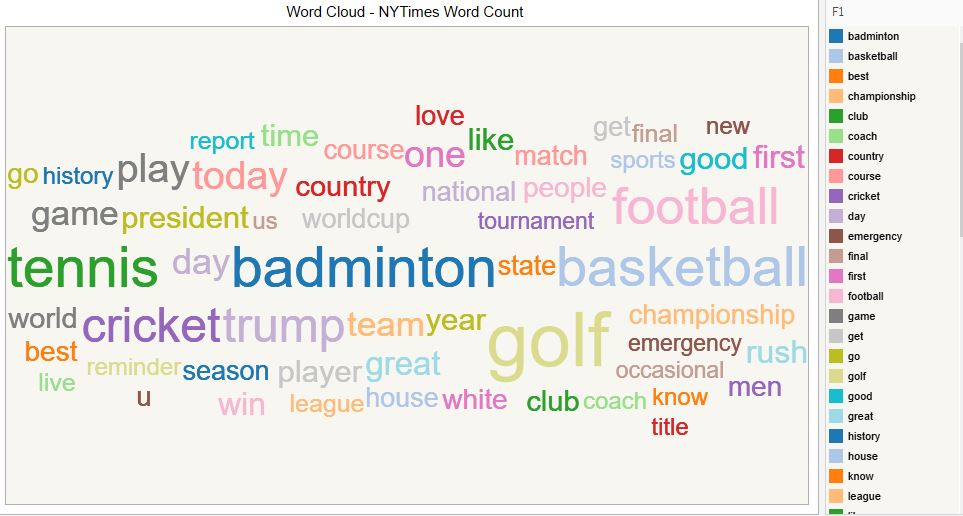 Word Cloud - NYTimes Word Count
love
like
get
final
new
report
time
course
one
match
sports
good
first
go
history
play
today
country
national
people
football
game
president
us
worldcup
tournament
tennis
day
badminton
state
basketball
world
cricket
trump
team
year
golf
championship
emergency
rush
best
reminder
season
player
great
occasional
live
u
win
league
house
white
club
coach
know
men
title
F1
badminton
basketball
best
championship
club
coach
country
course
cricket
day
emergency
final
first
football
game
get
go
golf
good
great
history
house
know
league